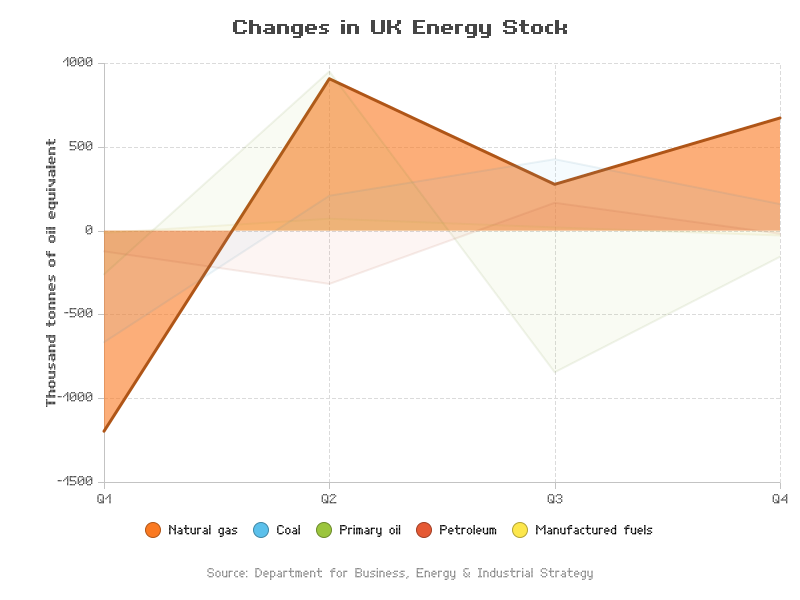 Changes in UK Energy Stock
Thousand tonnes of oil equivalent
1000
500
0
-500
-1000
-1500
Q1 Q2 Q3 Q4
Natural gas Coal Primary oil Petroleum Manufactured fuels
Source: Department for Business, Energy & Industrial Strategy